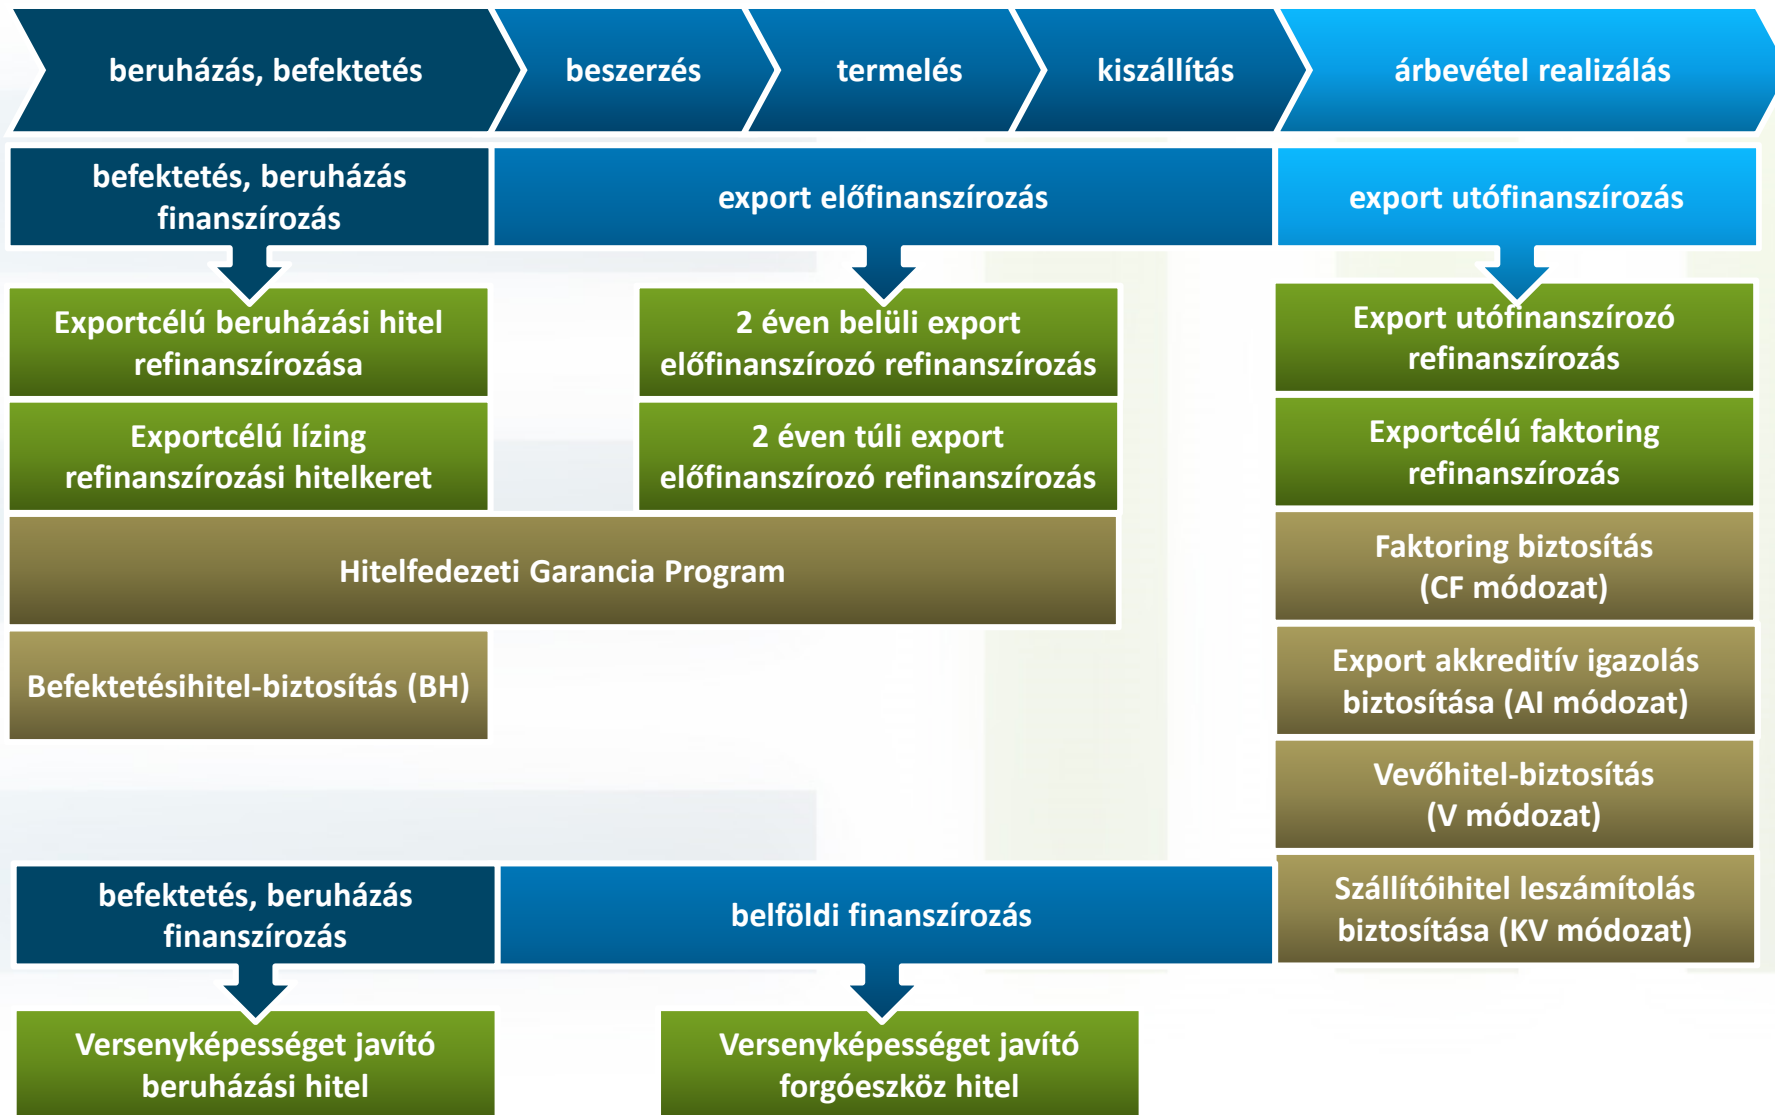 beruházás, befektetés
beszerzés
termelés
kiszállítás
árbevétel realizálás
befektetés, beruházás
finanszírozás
export előfinanszírozás
export utófinanszírozás
Exportcélú beruházási hitel
refinanszírozása
2 éven belüli export
előfinanszírozó refinanszírozás
Export utófinanszírozó
refinanszírozás
Exportcélú lízing
refinanszírozási hitelkeret
2 éven túli export
előfinanszírozó refinanszírozás
Exportcélú faktoring
refinanszírozás
Hitelfedezeti Garancia Program
Faktoring biztosítás
(CF módozat)
Befektetésihitel-biztosítás (BH)
Export akkreditív igazolás
biztosítása (AI módozat)
Vevőhitel-biztosítás
(V módozat)
befektetés, beruházás
finanszírozás
belföldi finanszírozás
Szállítóihitel leszámítolás
biztosítása (KV módozat)
Versenyképességet javító
beruházási hitel
Versenyképességet javító
forgóeszköz hitel